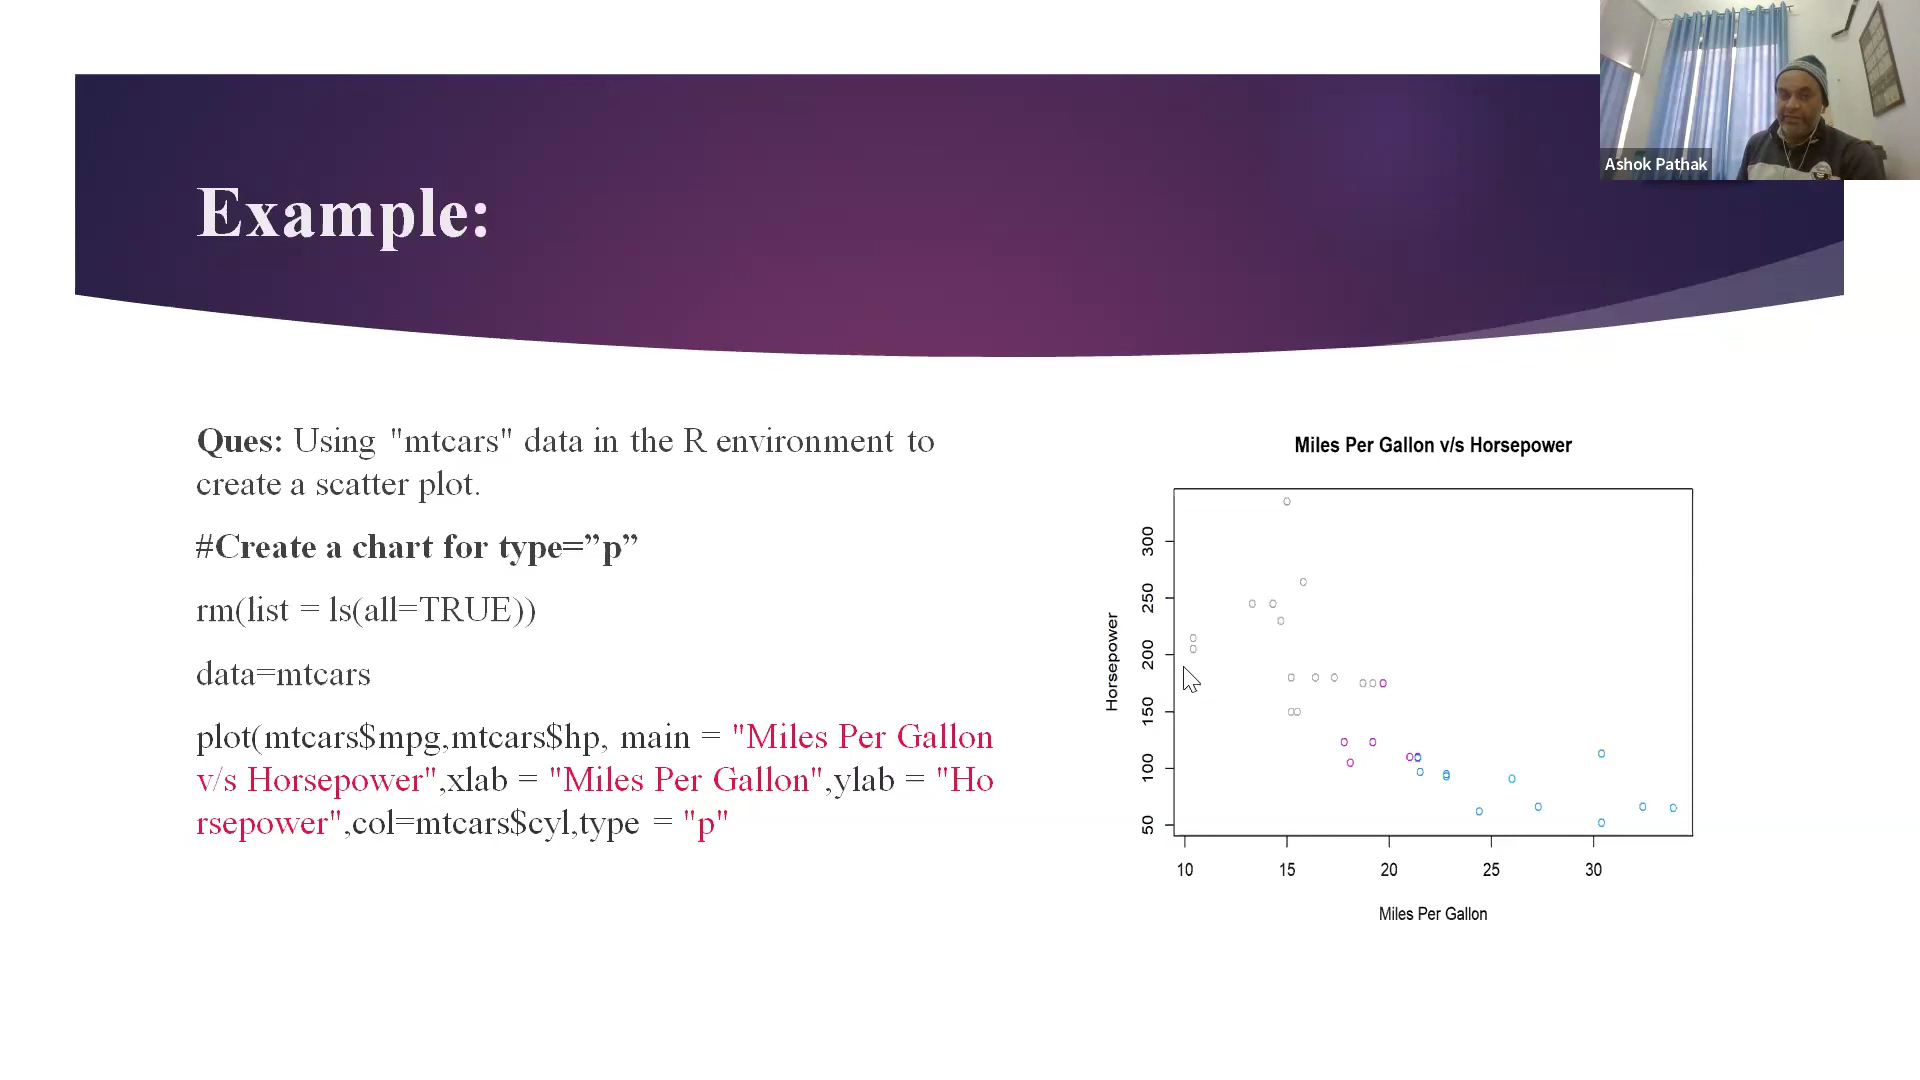 Ashok Pathak
Example:
Ques: Using "mtcars" data in the R environment to
create a scatter plot.
#Create a chart for type=”p”
rm(list = ls(all=TRUE))
data=mtcars
plot(mtcars$mpg,mtcars$hp, main = "Miles Per Gallon
v/s Horsepower",xlab = "Miles Per Gallon",ylab = "Ho
rsepower",col=mtcars$cyl,type = "p"
Miles Per Gallon v/s Horsepower
Horsepower
300
250
200
150
100
50
10 15 20 25 30
Miles Per Gallon